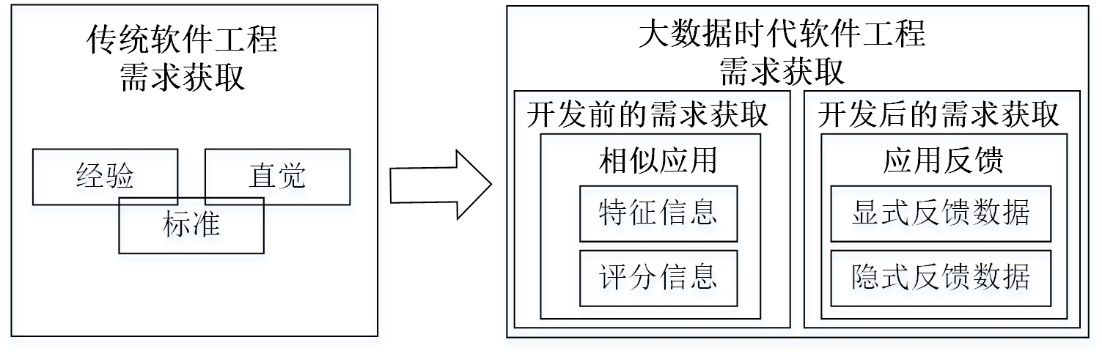 传统软件工程
需求获取
经验
直觉
标准
大数据时代软件工程
需求获取
开发前的需求获取
相似应用
特征信息
评分信息
开发后的需求获取
应用反馈
显式反馈数据
隐式反馈数据